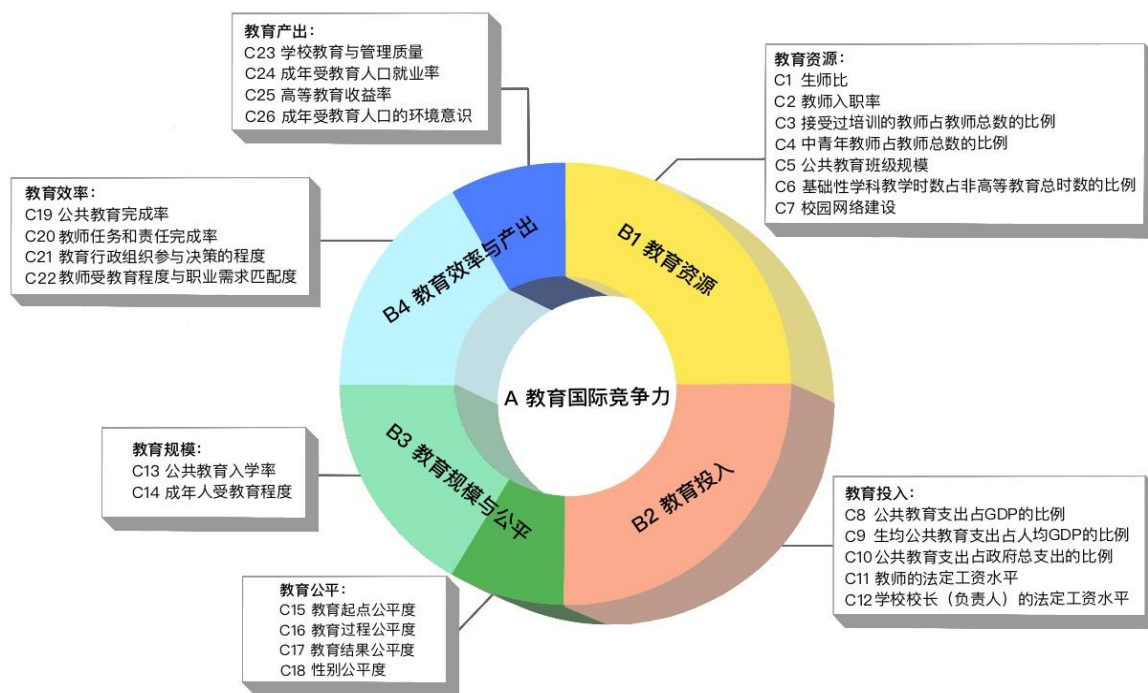 教育产出：
C23 学校教育与管理质量
C24 成年受教育人口就业率
C25 高等教育收益率
C26 成年受教育人口的环境意识
教育资源：
C1 生师比
C2 教师入职率
C3 接受过培训的教师占教师总数的比例
C4 中青年教师占教师总数的比例
C5 公共教育班级规模
C6 基础性学科教学时数占非高等教育总时数的比例
C7 校园网络建设
教育效率：
C19 公共教育完成率
C20 教师任务和责任完成率
C21 教育行政组织参与决策的程度
C22 教师受教育程度与职业需求匹配度
B4 教育效率与产出
B1 教育资源
A 教育国际竞争力
B3 教育规模与公平
B2 教育投入
教育规模：
C13 公共教育入学率
C14 成年人受教育程度
教育投入：
C8 公共教育支出占GDP的比例
C9 生均公共教育支出占人均GDP的比例
C10 公共教育支出占政府总支出的比例
C11 教师的法定工资水平
C12 学校校长（负责人）的法定工资水平
教育公平：
C15 教育起点公平度
C16 教育过程公平度
C17 教育结果公平度
C18 性别公平度